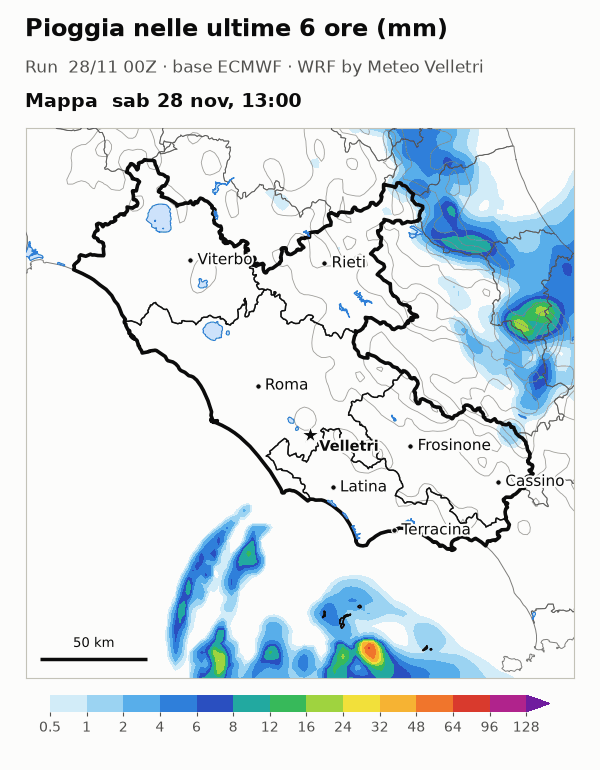 Pioggia nelle ultime 6 ore (mm)
Run  28/11 00Z · base ECMWF · WRF by Meteo Velletri
Mappa  sab 28 nov, 13:00
Viterbo
Rieti
Roma
Velletri
Frosinone
Latina
Cassino
Terracina
50 km
0.5 1 2 4 6 8 12 16 24 32 48 64 96 128